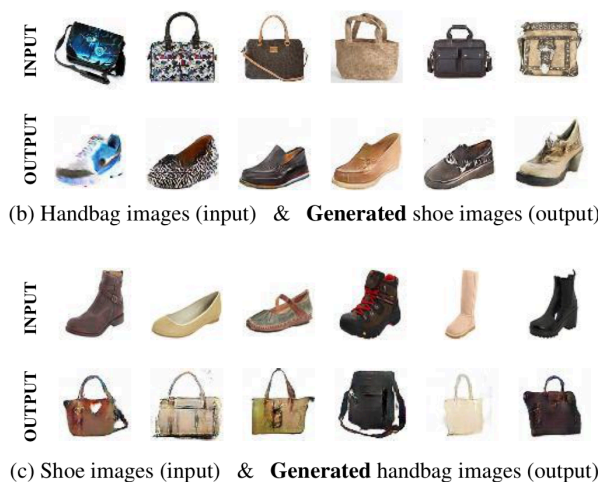 INPUT
OUTPUT
(b) Handbag images (input) & Generated shoe images (output)
INPUT
OUTPUT
(c) Shoe images (input) & Generated handbag images (output)